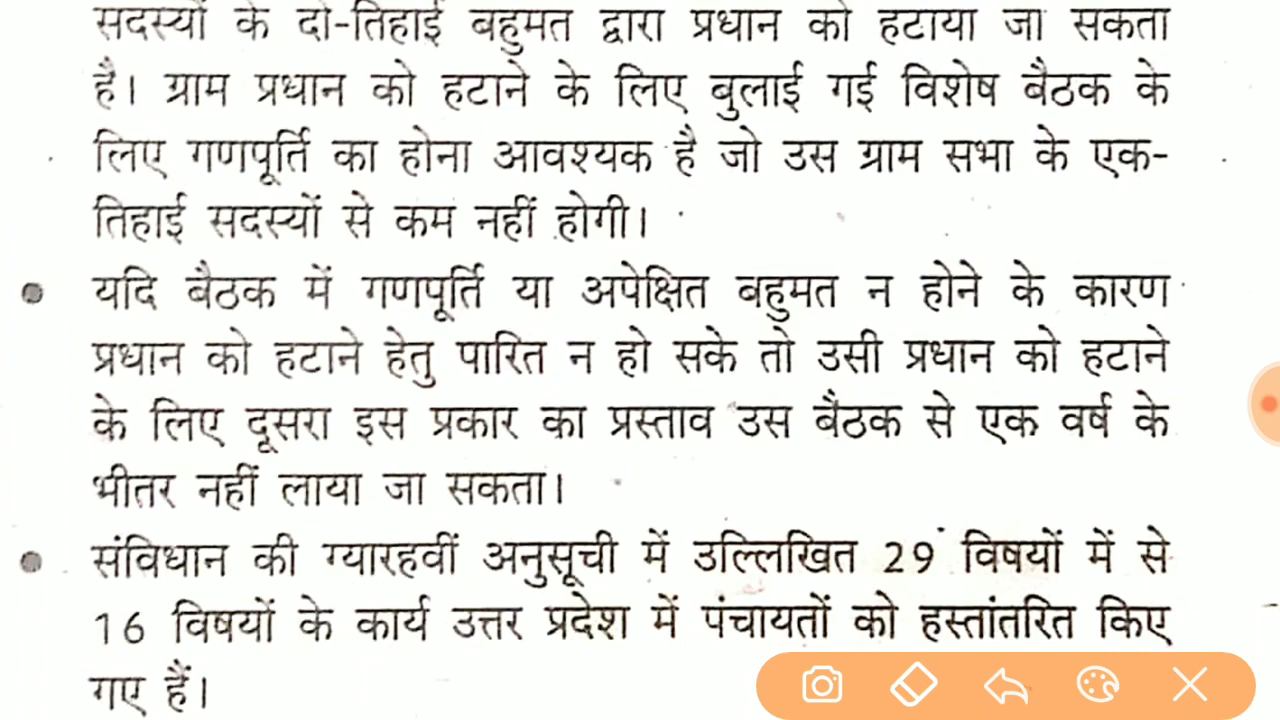 सदस्यों के दो-तिहाई बहुमत द्वारा प्रधान को हटाया जा सकता
है। ग्राम प्रधान को हटाने के लिए बुलाई गई विशेष बैठक के
लिए गणपूर्ति का होना आवश्यक है जो उस ग्राम सभा के एक-
तिहाई सदस्यों से कम नहीं होगी।
यदि बैठक में गणपूर्ति या अपेक्षित बहुमत न होने के कारण
प्रधान को हटाने हेतु पारित न हो सके तो उसी प्रधान को हटाने
के लिए दूसरा इस प्रकार का प्रस्ताव उस बैठक से एक वर्ष के
भीतर नहीं लाया जा सकता।
संविधान की ग्यारहवीं अनुसूची में उल्लिखित 29 विषयों में से
16 विषयों के कार्य उत्तर प्रदेश में पंचायतों को हस्तांतरित किए
गए हैं।